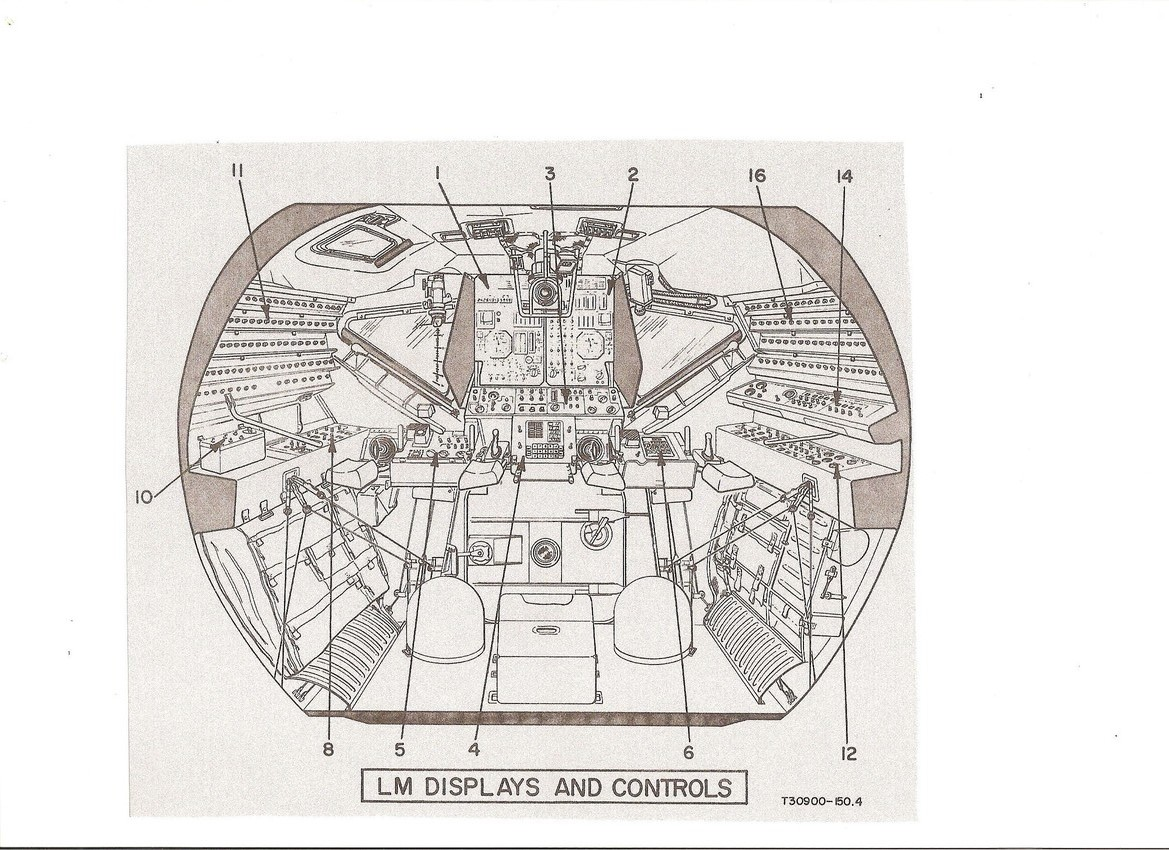 11 1 3 2 16 14
10
8 5 4 6 12
LM DISPLAYS AND CONTROLS
T30900-150.4